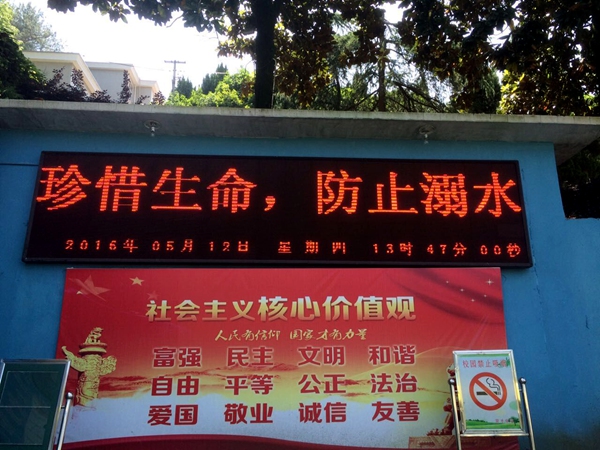 珍惜生命，防止溺水
2016年 05月 12日 星期四 13时 47分 00秒
社会主义核心价值观
人民有信仰 国家才有力量
富强 民主 文明 和谐
自由 平等 公正 法治
爱国 敬业 诚信 友善
校园禁止吸烟